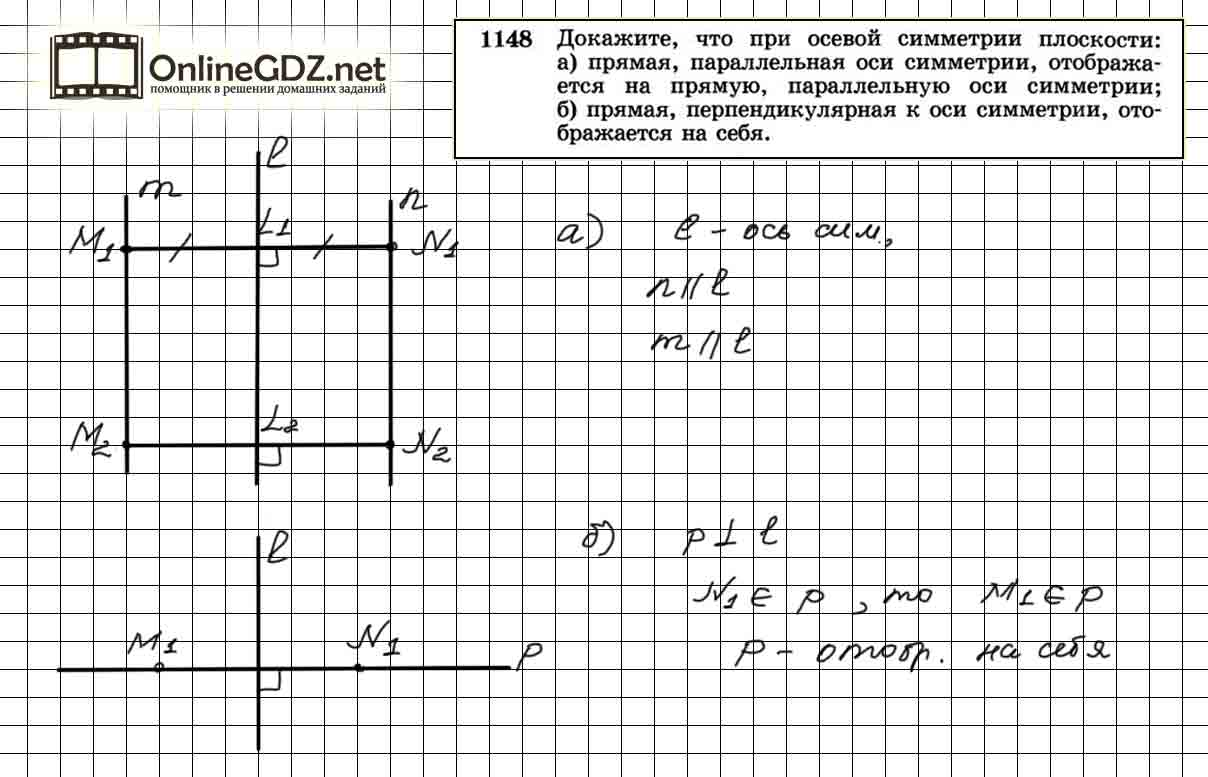 OnlineGDZ.net
помощник в решении домашних заданий
1148 Докажите, что при осевой симметрии плоскости:
а) прямая, параллельная оси симметрии, отобража-
ется на прямую, параллельную оси симметрии;
б) прямая, перпендикулярная к оси симметрии, ото-
бражается на себя.
ℓ
m
n
M₁
L₁
N₁
M₂
L₂
N₂
а) ℓ - ось сим.,
n || ℓ
m || ℓ
ℓ
M₁
N₁
p
б) p ⊥ ℓ
N₁ ∈ p, то M₁ ∈ p
p - отобр. на себя